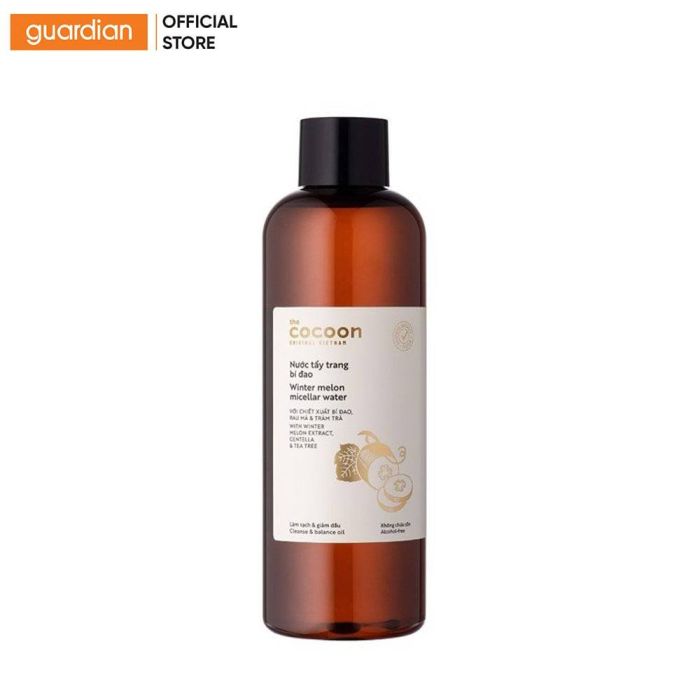 guardian
OFFICIAL
STORE
the
cocoon
ORIGINAL VIETNAM
Nước tẩy trang
bí đao
Winter melon
micellar water
VỚI CHIẾT XUẤT BÍ ĐAO,
RAU MÁ & TRÀM TRÀ
WITH WINTER
MELON EXTRACT,
CENTELLA
& TEA TREE
Làm sạch & giảm dầu
Cleanse & balance oil
Không chứa cồn
Alcohol-free